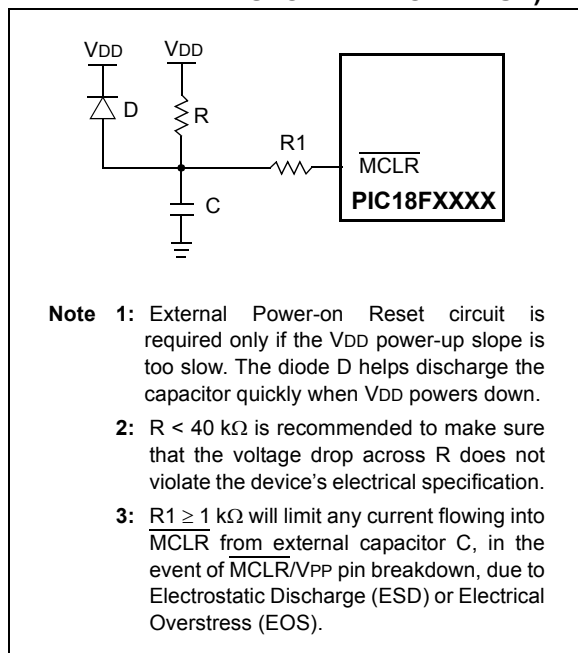 VDD VDD
D
R
R1
MCLR
PIC18FXXXX
C
Note 1: External Power-on Reset circuit is
required only if the VDD power-up slope is
too slow. The diode D helps discharge the
capacitor quickly when VDD powers down.
2: R < 40 kΩ is recommended to make sure
that the voltage drop across R does not
violate the device's electrical specification.
3: R1 ≥ 1 kΩ will limit any current flowing into
MCLR from external capacitor C, in the
event of MCLR/VPP pin breakdown, due to
Electrostatic Discharge (ESD) or Electrical
Overstress (EOS).